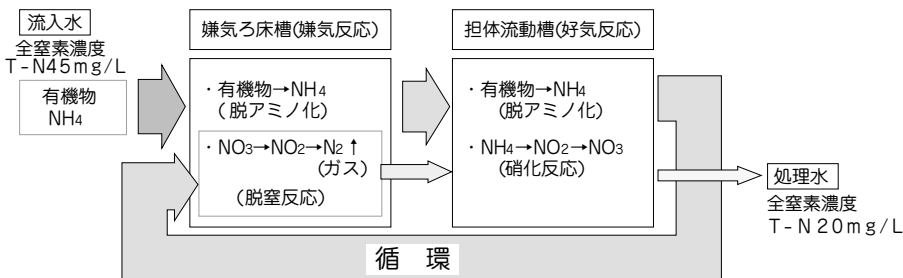 流入水
全窒素濃度
T-N45mg/L
有機物
NH₄
嫌気ろ床槽(嫌気反応)
・有機物→NH₄
(脱アミノ化)
・NO₃→NO₂→N₂↑
(ガス)
(脱窒反応)
担体流動槽(好気反応)
・有機物→NH₄
(脱アミノ化)
・NH₄→NO₂→NO₃
(硝化反応)
処理水
全窒素濃度
T-N20mg/L
循 環